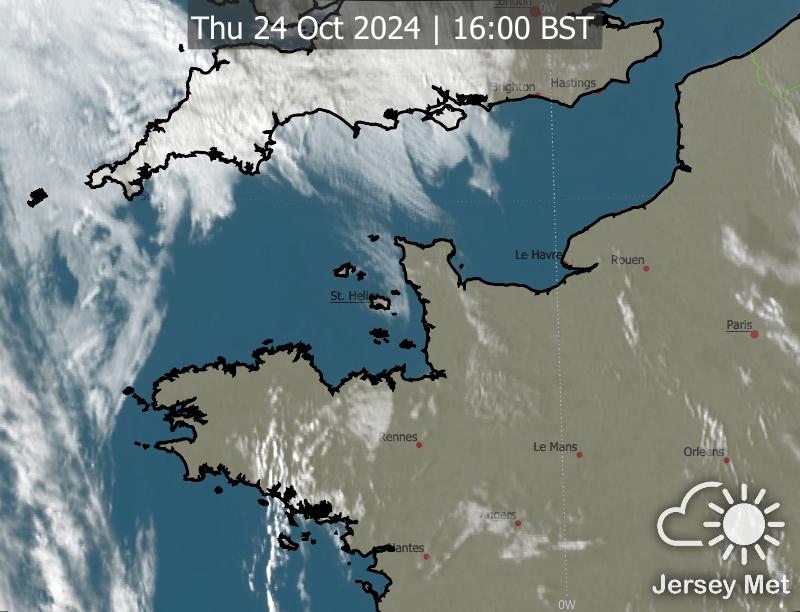 London
0W
Thu 24 Oct 2024 | 16:00 BST
Brighton
Hastings
Le Havre
Rouen
St. Helier
Paris
Rennes
Le Mans
Orleans
Angers
Nantes
Jersey Met
0W